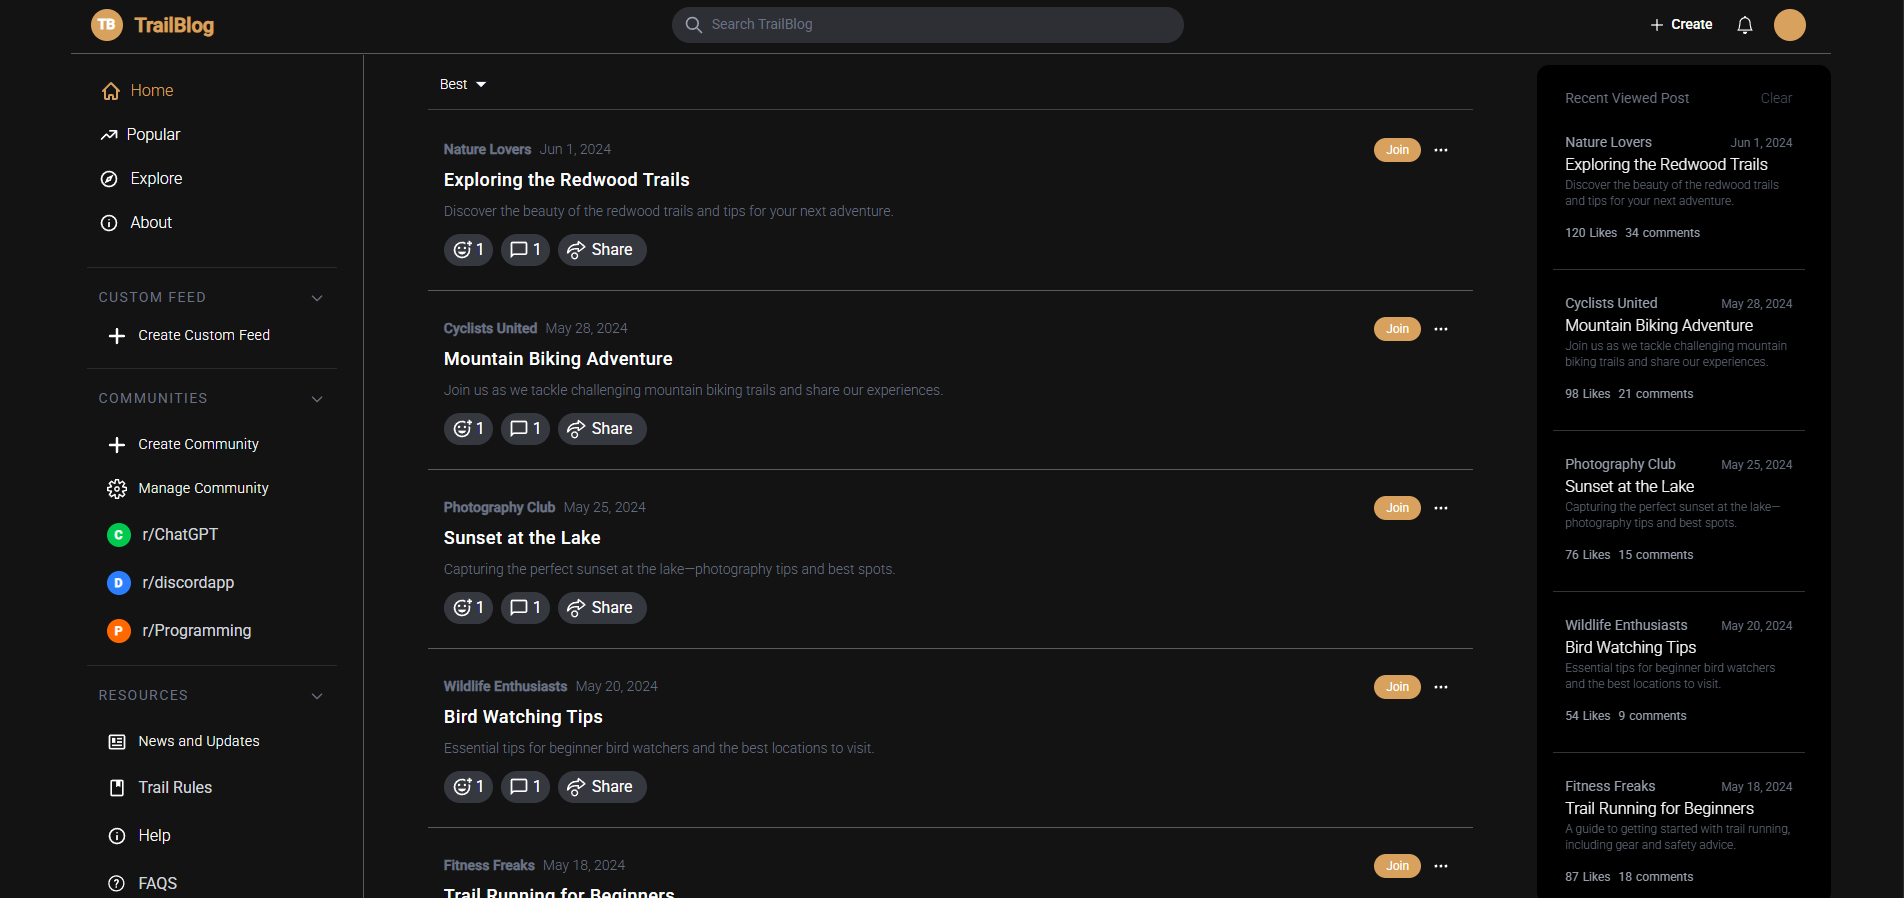 TB TrailBlog
Search TrailBlog
Create
Home
Popular
Explore
About
CUSTOM FEED
Create Custom Feed
COMMUNITIES
Create Community
Manage Community
C r/ChatGPT
D r/discordapp
P r/Programming
RESOURCES
News and Updates
Trail Rules
Help
FAQS
Best
Nature Lovers Jun 1, 2024
Join
Exploring the Redwood Trails
Discover the beauty of the redwood trails and tips for your next adventure.
1 1 Share
Cyclists United May 28, 2024
Join
Mountain Biking Adventure
Join us as we tackle challenging mountain biking trails and share our experiences.
1 1 Share
Photography Club May 25, 2024
Join
Sunset at the Lake
Capturing the perfect sunset at the lake—photography tips and best spots.
1 1 Share
Wildlife Enthusiasts May 20, 2024
Join
Bird Watching Tips
Essential tips for beginner bird watchers and the best locations to visit.
1 1 Share
Fitness Freaks May 18, 2024
Join
Trail Running for Beginners
Recent Viewed Post Clear
Nature Lovers Jun 1, 2024
Exploring the Redwood Trails
Discover the beauty of the redwood trails
and tips for your next adventure.
120 Likes 34 comments
Cyclists United May 28, 2024
Mountain Biking Adventure
Join us as we tackle challenging mountain
biking trails and share our experiences.
98 Likes 21 comments
Photography Club May 25, 2024
Sunset at the Lake
Capturing the perfect sunset at the lake—
photography tips and best spots.
76 Likes 15 comments
Wildlife Enthusiasts May 20, 2024
Bird Watching Tips
Essential tips for beginner bird watchers
and the best locations to visit.
54 Likes 9 comments
Fitness Freaks May 18, 2024
Trail Running for Beginners
A guide to getting started with trail running,
including gear and safety advice.
87 Likes 18 comments